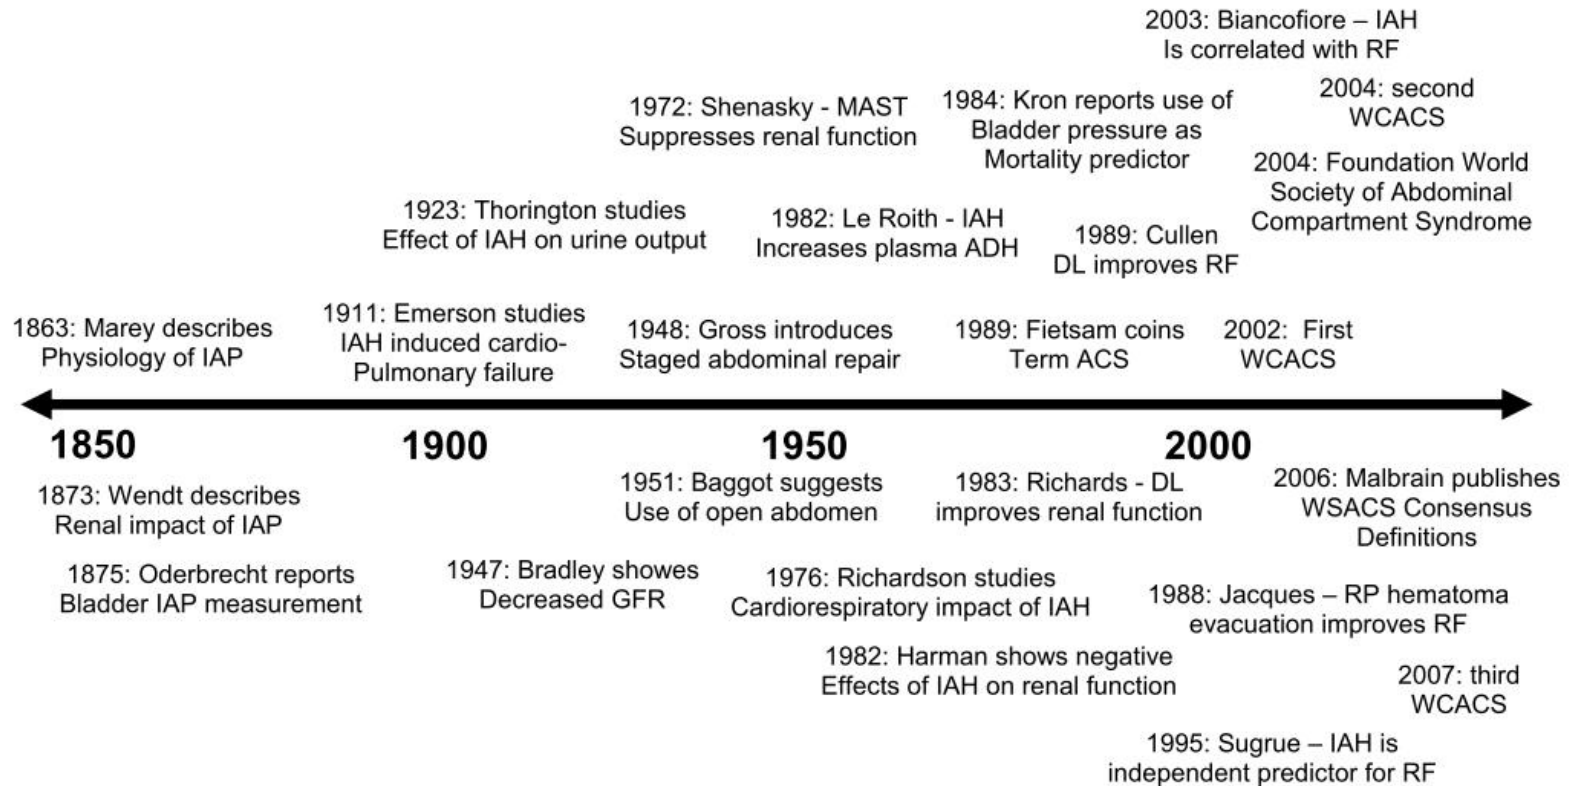 2003: Biancofiore – IAH
Is correlated with RF
1972: Shenasky - MAST
Suppresses renal function
1984: Kron reports use of
Bladder pressure as
Mortality predictor
2004: second
WCACS
2004: Foundation World
Society of Abdominal
Compartment Syndrome
1923: Thorington studies
Effect of IAH on urine output
1982: Le Roith - IAH
Increases plasma ADH
1989: Cullen
DL improves RF
1863: Marey describes
Physiology of IAP
1911: Emerson studies
IAH induced cardio-
Pulmonary failure
1948: Gross introduces
Staged abdominal repair
1989: Fietsam coins
Term ACS
2002: First
WCACS
1850
1900
1950
2000
1873: Wendt describes
Renal impact of IAP
1951: Baggot suggests
Use of open abdomen
1983: Richards - DL
improves renal function
2006: Malbrain publishes
WSACS Consensus
Definitions
1875: Oderbrecht reports
Bladder IAP measurement
1947: Bradley showes
Decreased GFR
1976: Richardson studies
Cardiorespiratory impact of IAH
1988: Jacques – RP hematoma
evacuation improves RF
1982: Harman shows negative
Effects of IAH on renal function
2007: third
WCACS
1995: Sugrue – IAH is
independent predictor for RF